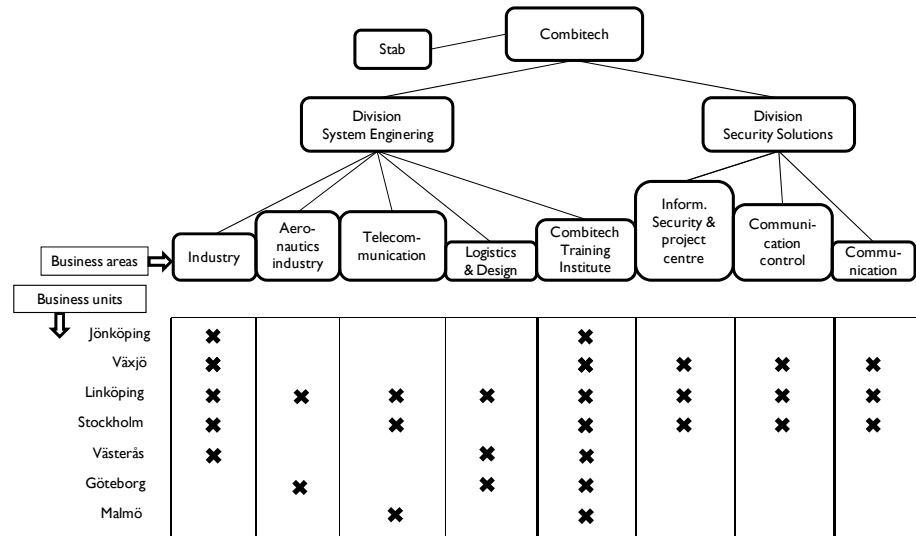 Stab
Combitech
Division
System Enginering
Division
Security Solutions
Business areas
Industry
Aero-
nautics
industry
Telecom-
munication
Logistics
& Design
Combitech
Training
Institute
Inform.
Security &
project
centre
Communi-
cation
control
Commu-
nication
Business units
Jönköping
Växjö
Linköping
Stockholm
Västerås
Göteborg
Malmö